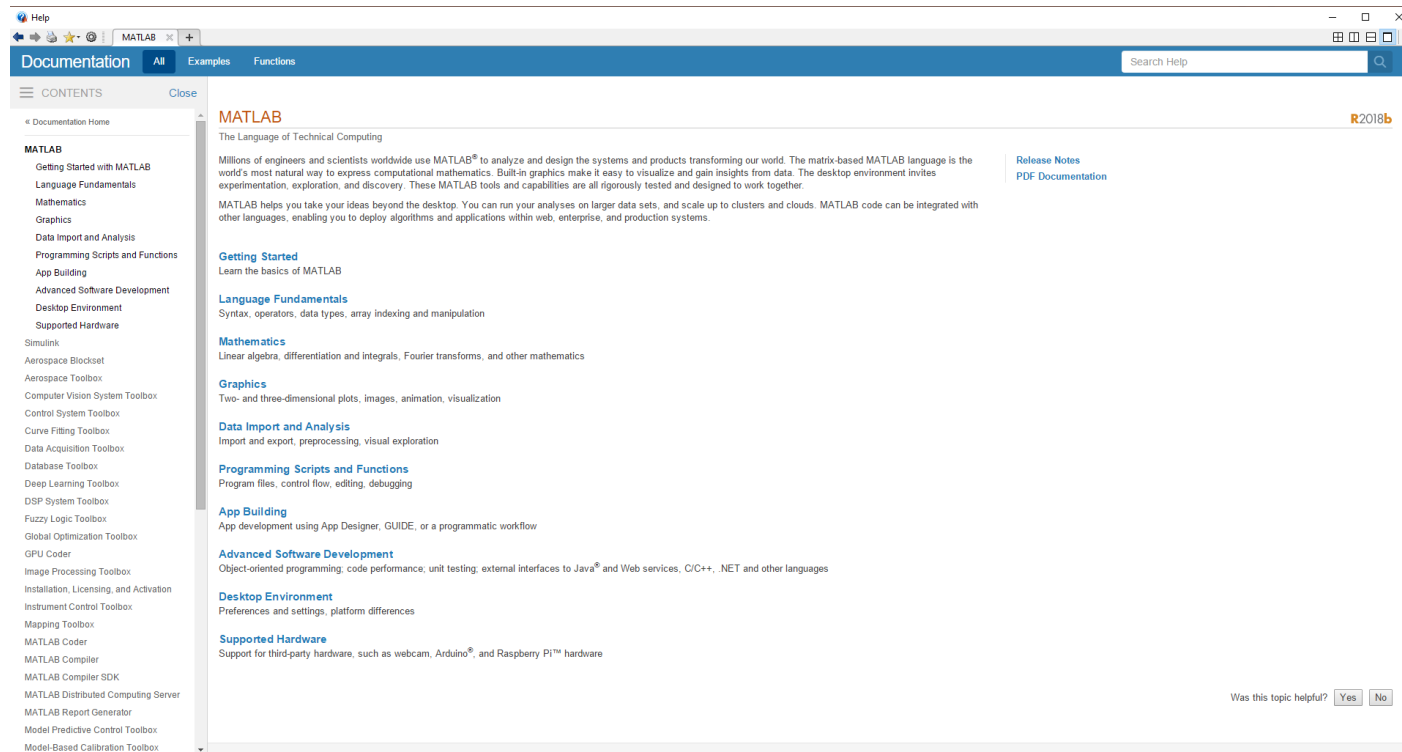 Help
MATLAB
Documentation All Examples Functions Search Help
CONTENTS Close
« Documentation Home
MATLAB
Getting Started with MATLAB
Language Fundamentals
Mathematics
Graphics
Data Import and Analysis
Programming Scripts and Functions
App Building
Advanced Software Development
Desktop Environment
Supported Hardware
Simulink
Aerospace Blockset
Aerospace Toolbox
Computer Vision System Toolbox
Control System Toolbox
Curve Fitting Toolbox
Data Acquisition Toolbox
Database Toolbox
Deep Learning Toolbox
DSP System Toolbox
Fuzzy Logic Toolbox
Global Optimization Toolbox
GPU Coder
Image Processing Toolbox
Installation, Licensing, and Activation
Instrument Control Toolbox
Mapping Toolbox
MATLAB Coder
MATLAB Compiler
MATLAB Compiler SDK
MATLAB Distributed Computing Server
MATLAB Report Generator
Model Predictive Control Toolbox
Model-Based Calibration Toolbox
MATLAB
R2018b
The Language of Technical Computing
Millions of engineers and scientists worldwide use MATLAB® to analyze and design the systems and products transforming our world. The matrix-based MATLAB language is the
world's most natural way to express computational mathematics. Built-in graphics make it easy to visualize and gain insights from data. The desktop environment invites
experimentation, exploration, and discovery. These MATLAB tools and capabilities are all rigorously tested and designed to work together.
MATLAB helps you take your ideas beyond the desktop. You can run your analyses on larger data sets, and scale up to clusters and clouds. MATLAB code can be integrated with
other languages, enabling you to deploy algorithms and applications within web, enterprise, and production systems.
Release Notes
PDF Documentation
Getting Started
Learn the basics of MATLAB
Language Fundamentals
Syntax, operators, data types, array indexing and manipulation
Mathematics
Linear algebra, differentiation and integrals, Fourier transforms, and other mathematics
Graphics
Two- and three-dimensional plots, images, animation, visualization
Data Import and Analysis
Import and export, preprocessing, visual exploration
Programming Scripts and Functions
Program files, control flow, editing, debugging
App Building
App development using App Designer, GUIDE, or a programmatic workflow
Advanced Software Development
Object-oriented programming; code performance; unit testing; external interfaces to Java® and Web services, C/C++, .NET and other languages
Desktop Environment
Preferences and settings, platform differences
Supported Hardware
Support for third-party hardware, such as webcam, Arduino®, and Raspberry Pi™ hardware
Was this topic helpful? Yes No